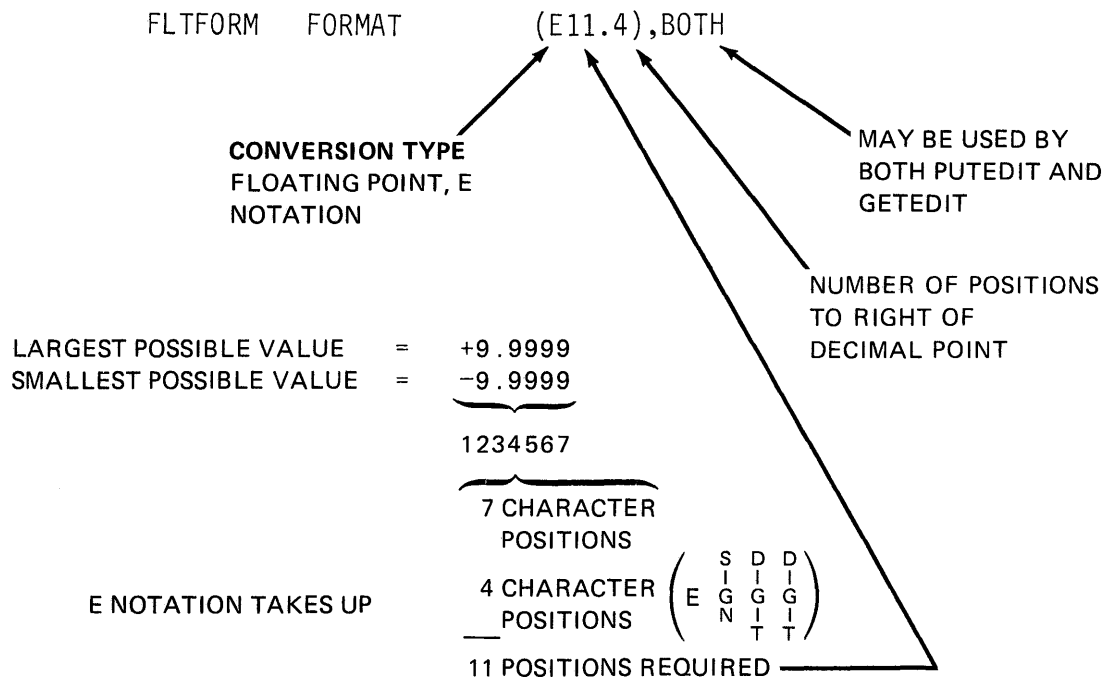 FLTFORM FORMAT (E11.4),BOTH
CONVERSION TYPE
FLOATING POINT, E
NOTATION
MAY BE USED BY
BOTH PUTEDIT AND
GETEDIT
NUMBER OF POSITIONS
TO RIGHT OF
DECIMAL POINT
LARGEST POSSIBLE VALUE = +9.9999
SMALLEST POSSIBLE VALUE = −9.9999
1234567
7 CHARACTER
POSITIONS
E NOTATION TAKES UP
4 CHARACTER
POSITIONS
(E SIGN DIGIT DIGIT)
11 POSITIONS REQUIRED